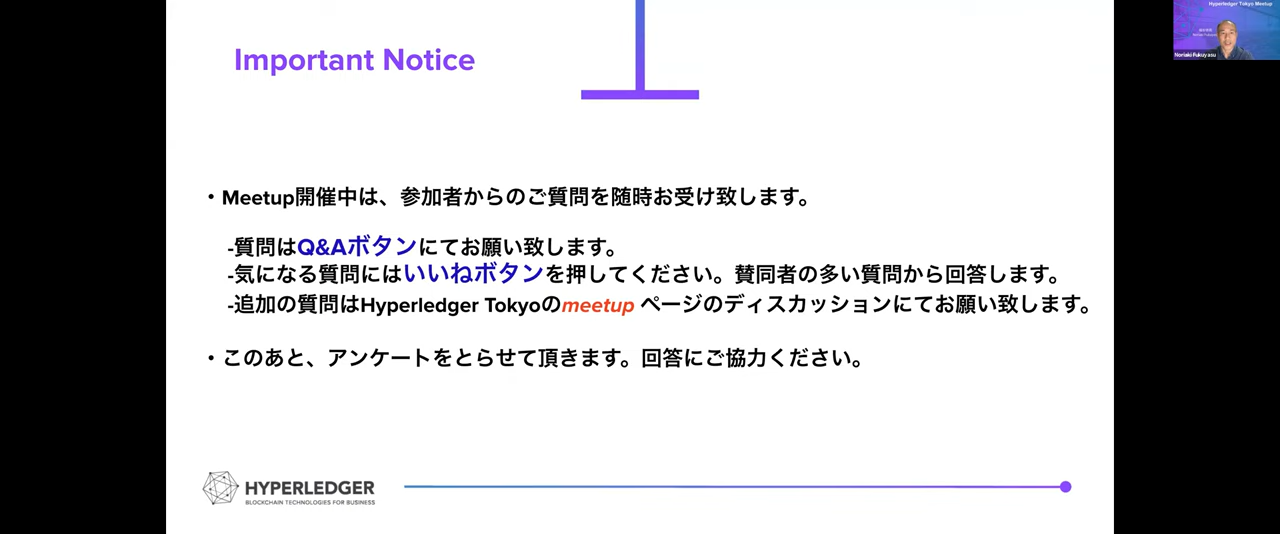 Important Notice
・Meetup開催中は、参加者からのご質問を随時お受け致します。
-質問はQ&Aボタンにてお願い致します。
-気になる質問にはいいねボタンを押してください。賛同者の多い質問から回答します。
-追加の質問はHyperledger Tokyoのmeetup ページのディスカッションにてお願い致します。
・このあと、アンケートをとらせて頂きます。回答にご協力ください。
HYPERLEDGER
BLOCKCHAIN TECHNOLOGIES FOR BUSINESS
Hyperledger Tokyo Meetup
Noriaki Fukuyasu